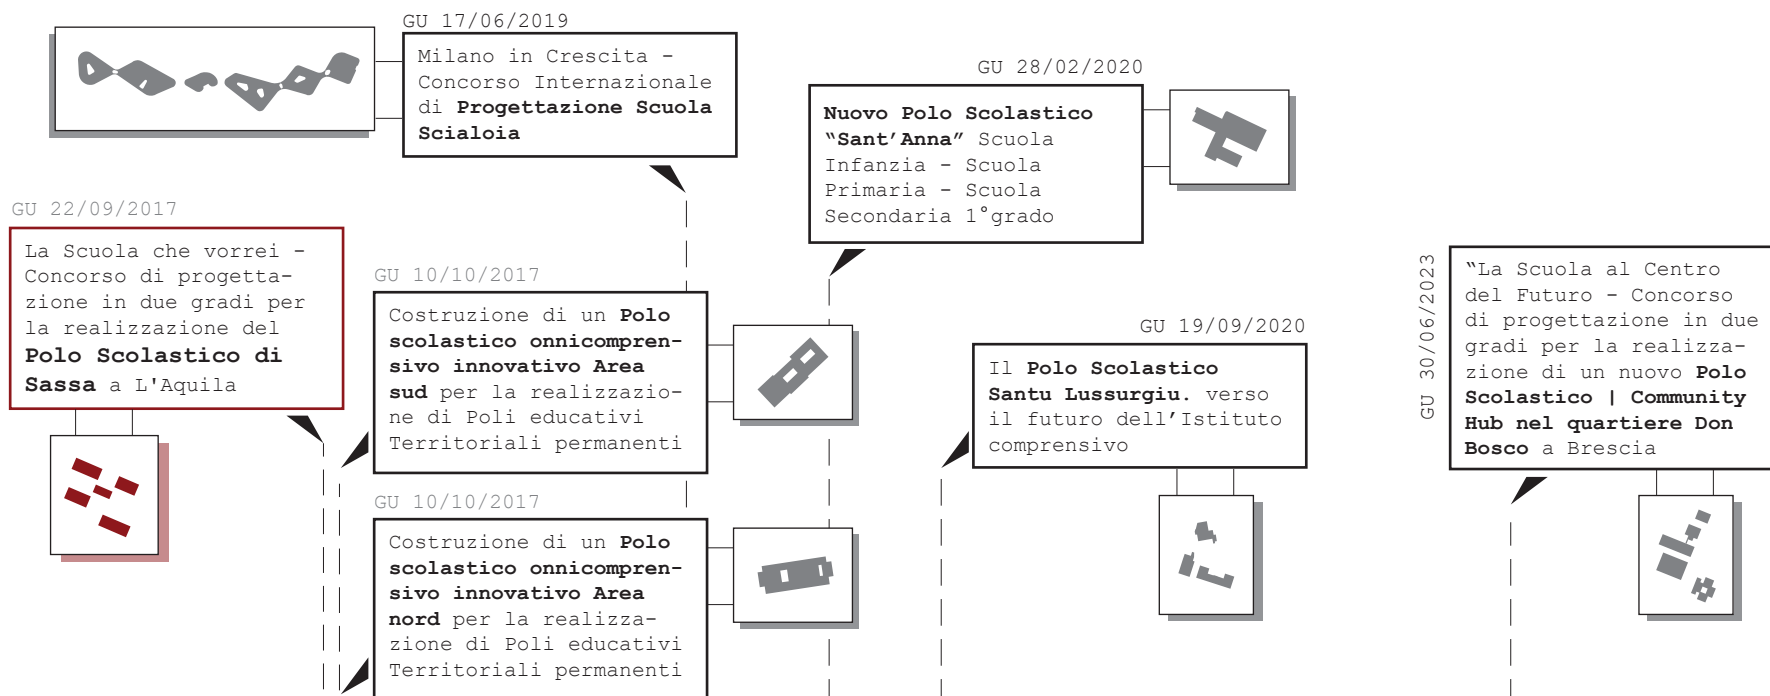 GU 17/06/2019
Milano in Crescita -
Concorso Internazionale
di Progettazione Scuola
Scialoia
GU 28/02/2020
Nuovo Polo Scolastico
“Sant’Anna” Scuola
Infanzia - Scuola
Primaria - Scuola
Secondaria 1°grado
GU 22/09/2017
La Scuola che vorrei -
Concorso di progetta-
zione in due gradi per
la realizzazione del
Polo Scolastico di
Sassa a L'Aquila
GU 10/10/2017
Costruzione di un Polo
scolastico onnicompren-
sivo innovativo Area
sud per la realizzazio-
ne di Poli educativi
Territoriali permanenti
GU 10/10/2017
Costruzione di un Polo
scolastico onnicompren-
sivo innovativo Area
nord per la realizza-
zione di Poli educativi
Territoriali permanenti
GU 19/09/2020
Il Polo Scolastico
Santu Lussurgiu. verso
il futuro dell’Istituto
comprensivo
GU 30/06/2023
“La Scuola al Centro
del Futuro - Concorso
di progettazione in due
gradi per la realizza-
zione di un nuovo Polo
Scolastico | Community
Hub nel quartiere Don
Bosco a Brescia